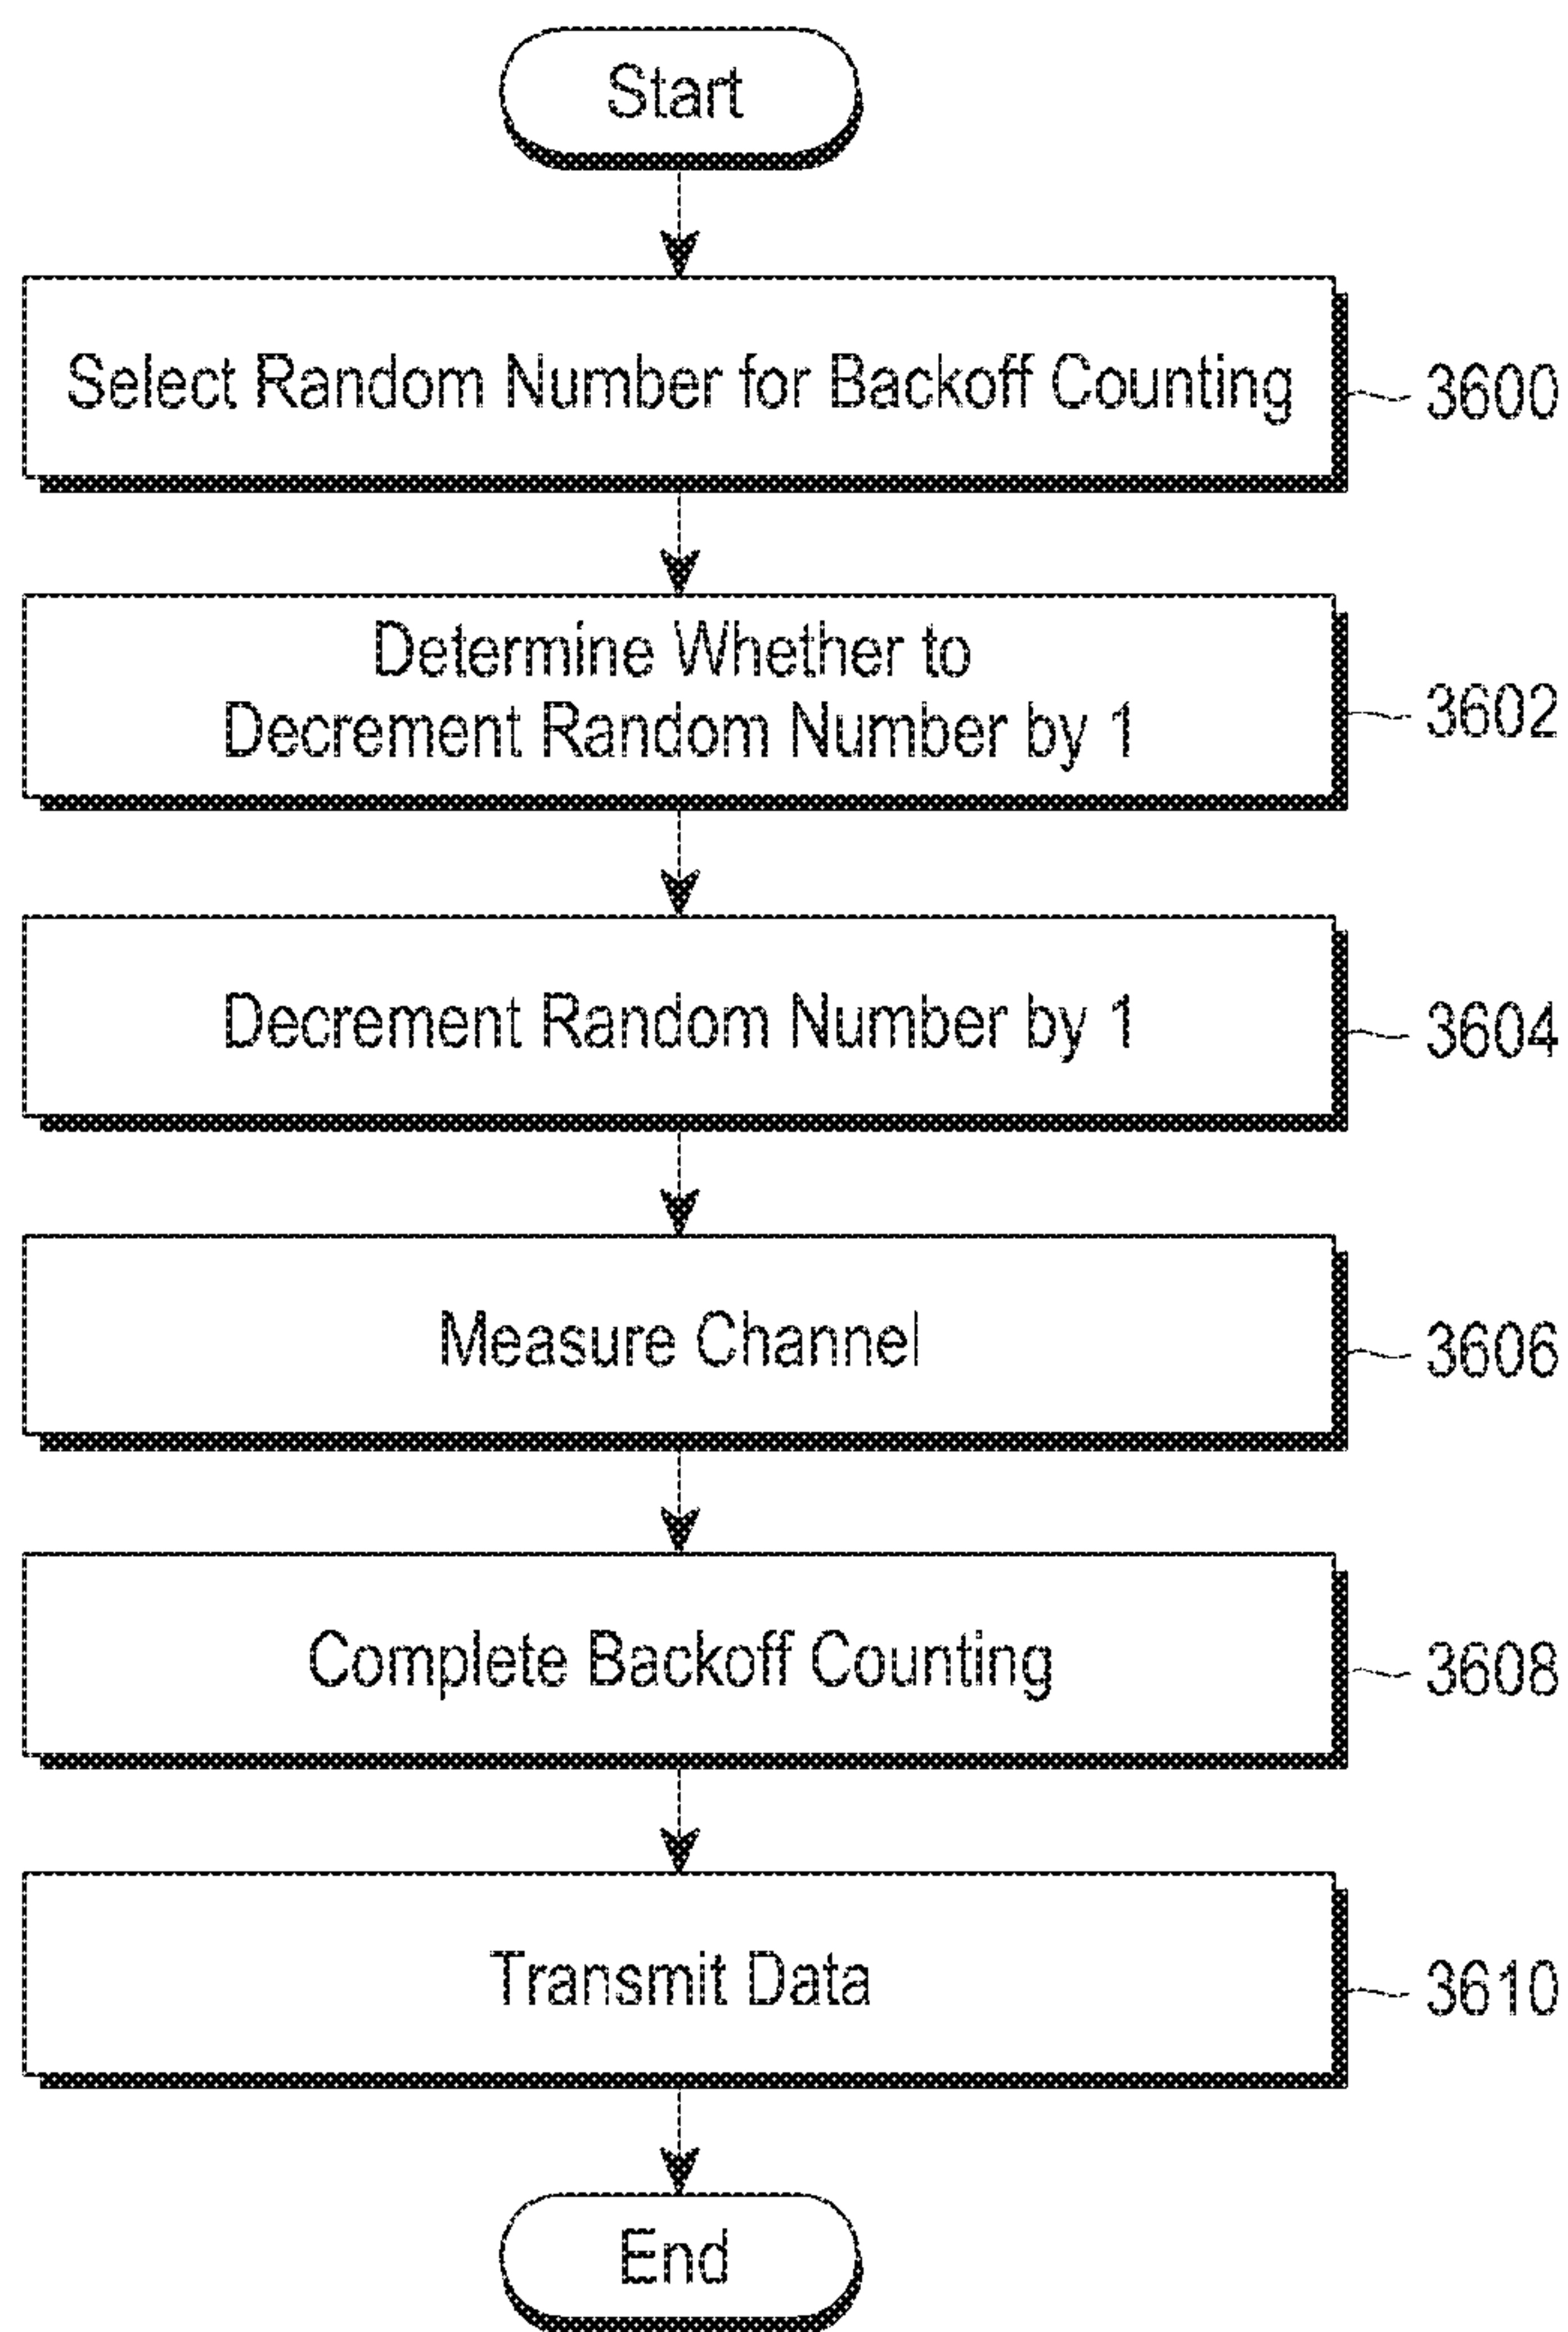 Start
Select Random Number for Backoff Counting
3600
Determine Whether to
Decrement Random Number by 1
3602
Decrement Random Number by 1
3604
Measure Channel
3606
Complete Backoff Counting
3608
Transmit Data
3610
End